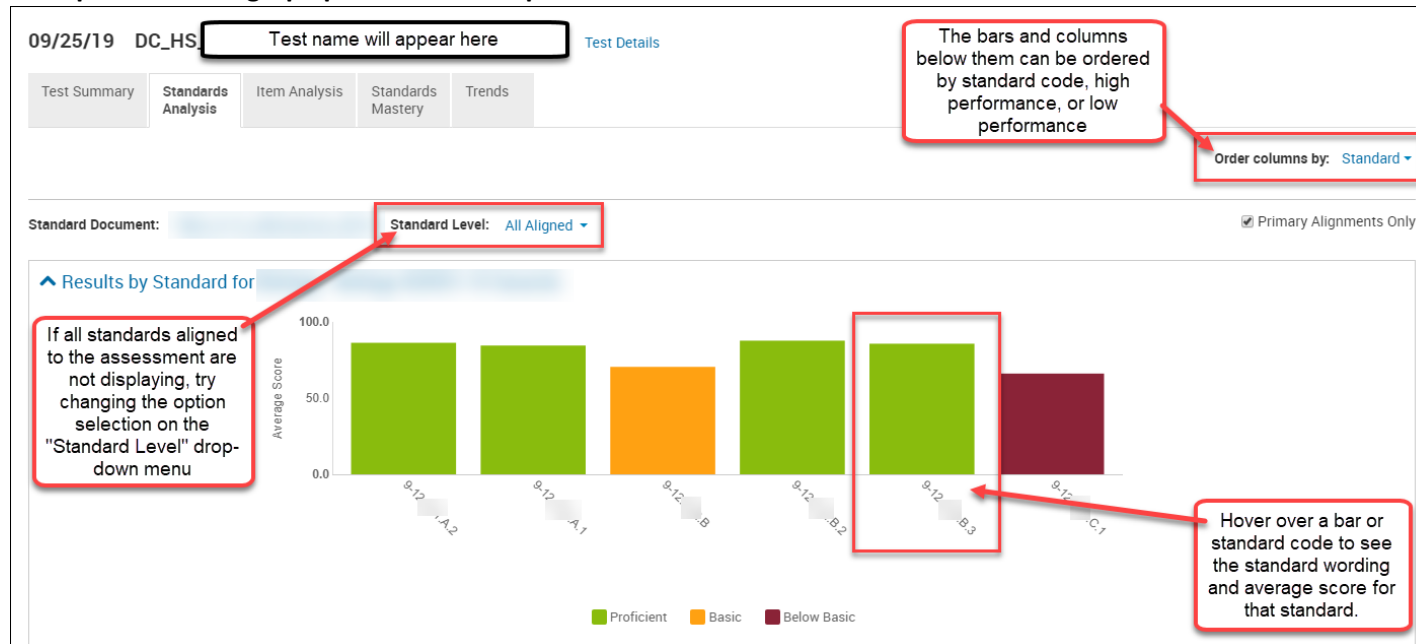 09/25/19 DC_HS_
Test name will appear here
Test Details
The bars and columns
below them can be ordered
by standard code, high
performance, or low
performance
Test Summary
Standards
Analysis
Item Analysis
Standards
Mastery
Trends
Order columns by: Standard
Standard Document:
Standard Level: All Aligned
Primary Alignments Only
Results by Standard for
If all standards aligned
to the assessment are
not displaying, try
changing the option
selection on the
"Standard Level" drop-
down menu
Average Score
100.0
50.0
0.0
9-12 .A.2
9-12 .A.1
9-12 .B
9-12 .B.2
9-12 .B.3
9-12 .C.1
Hover over a bar or
standard code to see
the standard wording
and average score for
that standard.
Proficient Basic Below Basic